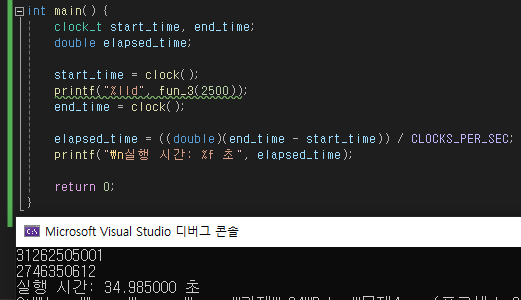 int main() {
clock_t start_time, end_time;
double elapsed_time;
start_time = clock();
printf("%lld", fun_3(2500));
end_time = clock();
elapsed_time = ((double)(end_time - start_time)) / CLOCKS_PER_SEC;
printf("₩n실행 시간: %f 초", elapsed_time);
return 0;
}
Microsoft Visual Studio 디버그 콘솔
31262505001
2746350612
실행 시간: 34.985000 초